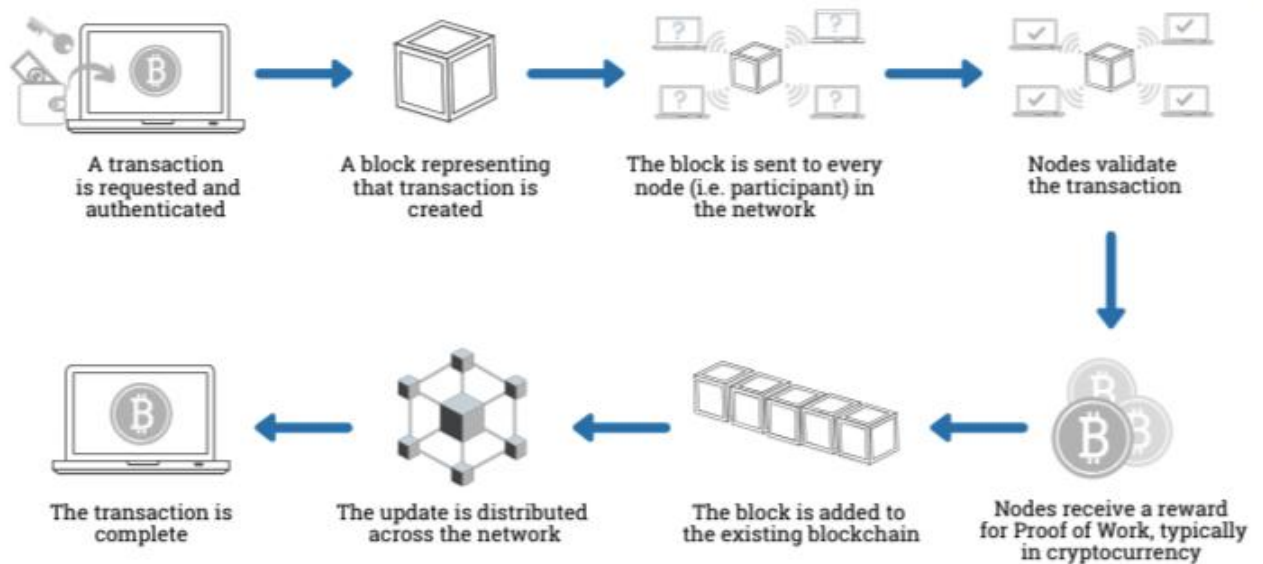 A transaction
is requested and
authenticated
A block representing
that transaction is
created
The block is sent to every
node (i.e. participant) in
the network
Nodes validate
the transaction
The transaction is
complete
The update is distributed
across the network
The block is added to
the existing blockchain
Nodes receive a reward
for Proof of Work, typically
in cryptocurrency